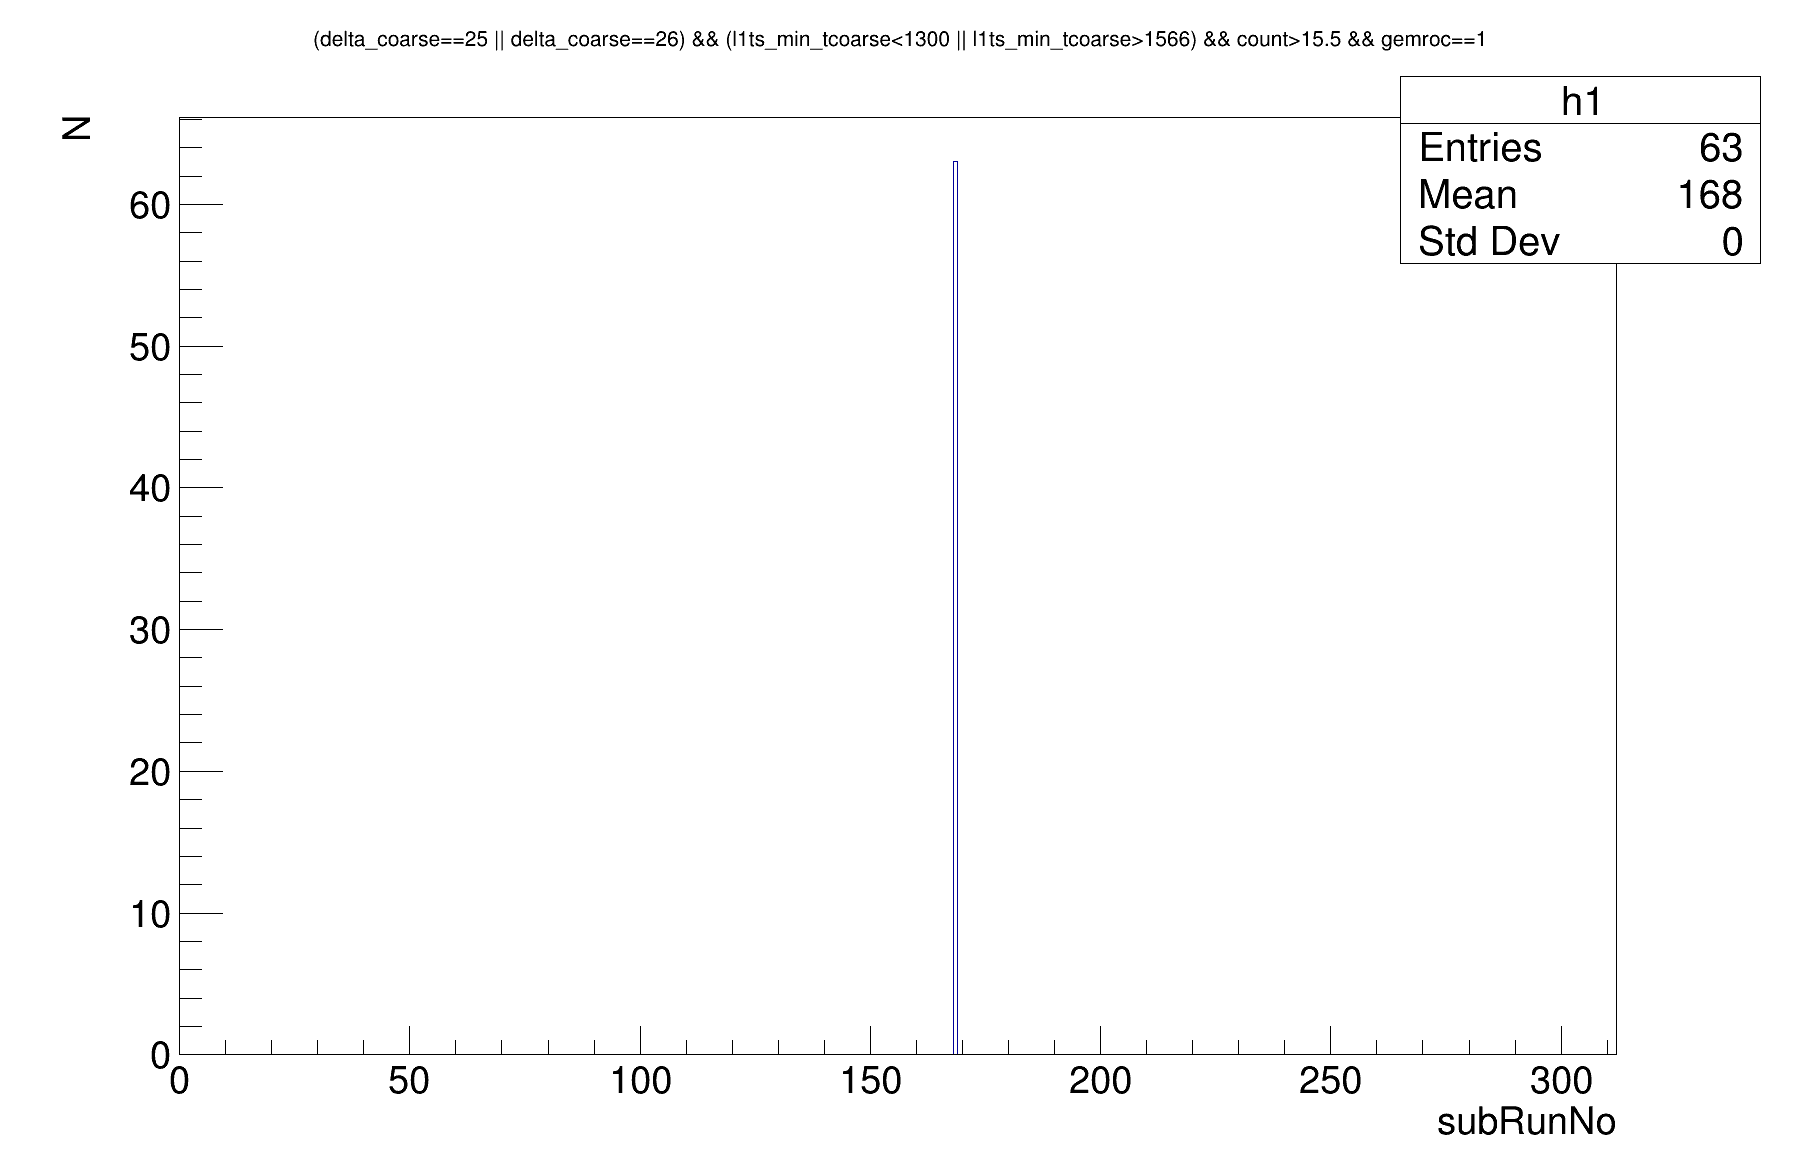 (delta_coarse==25 || delta_coarse==26) && (l1ts_min_tcoarse<1300 || l1ts_min_tcoarse>1566) && count>15.5 && gemroc==1
h1
Entries 63
Mean 168
Std Dev 0
N
60
50
40
30
20
10
0
0 50 100 150 200 250 300
subRunNo